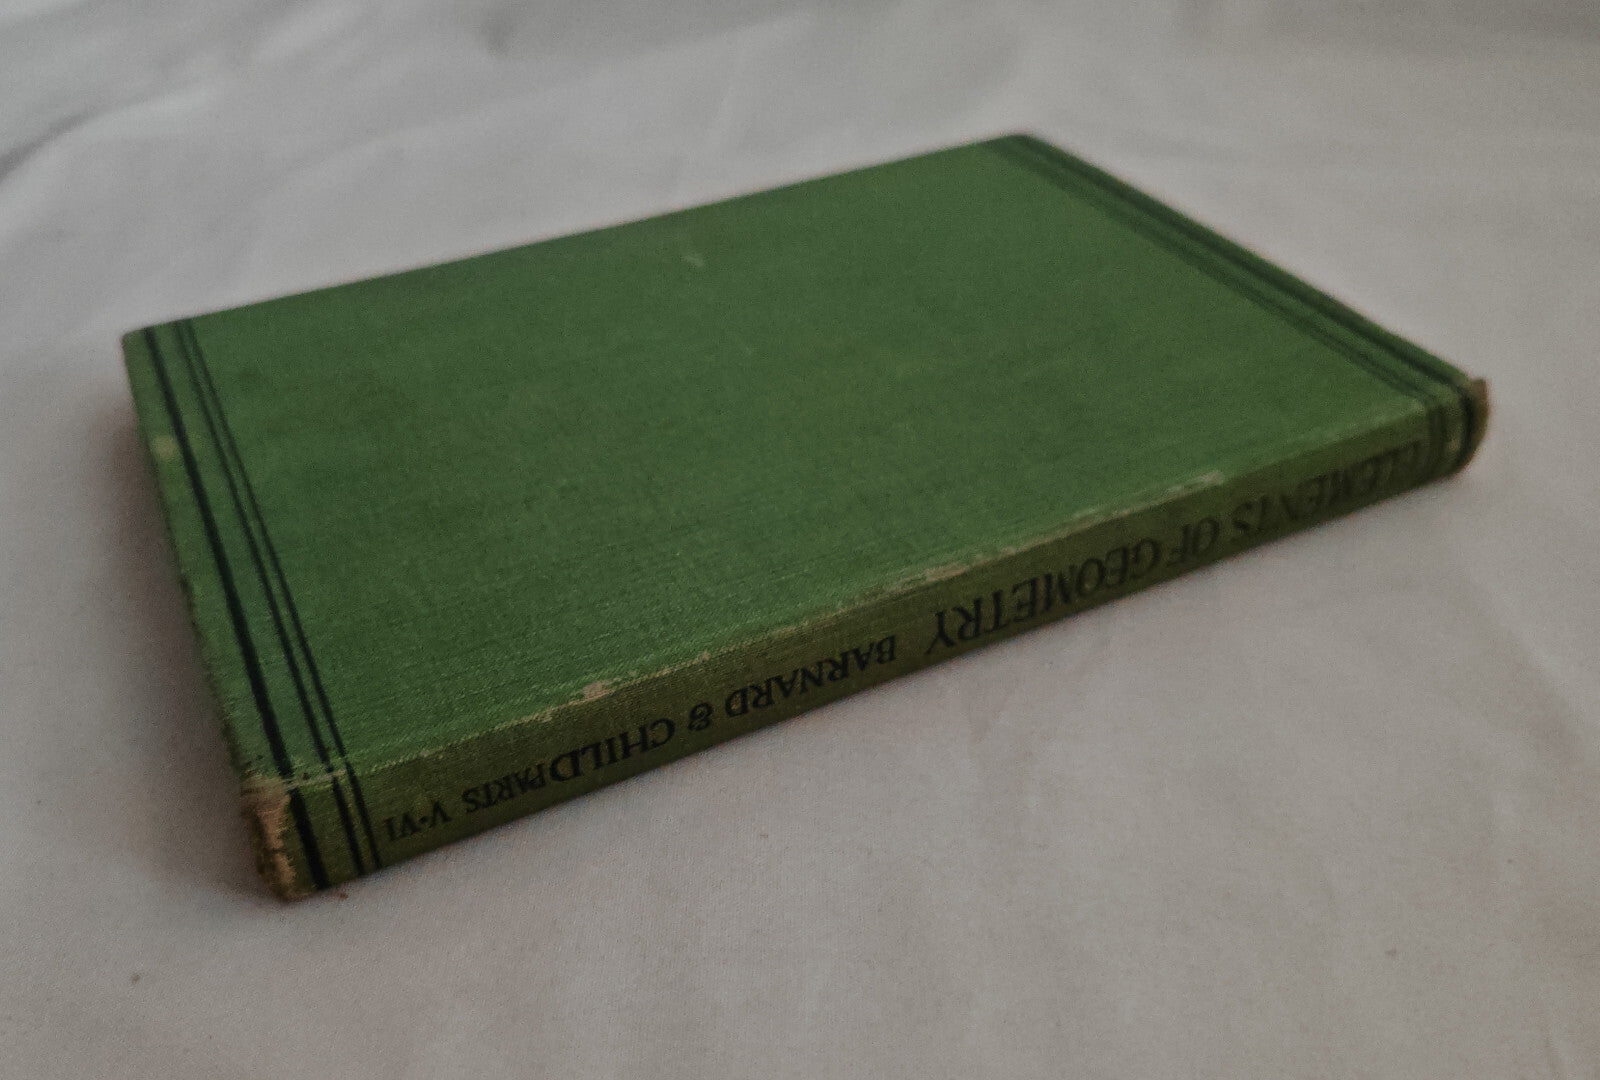 ELEMENTS OF GEOMETRY BARNARD & CHILD PARTS V-VI